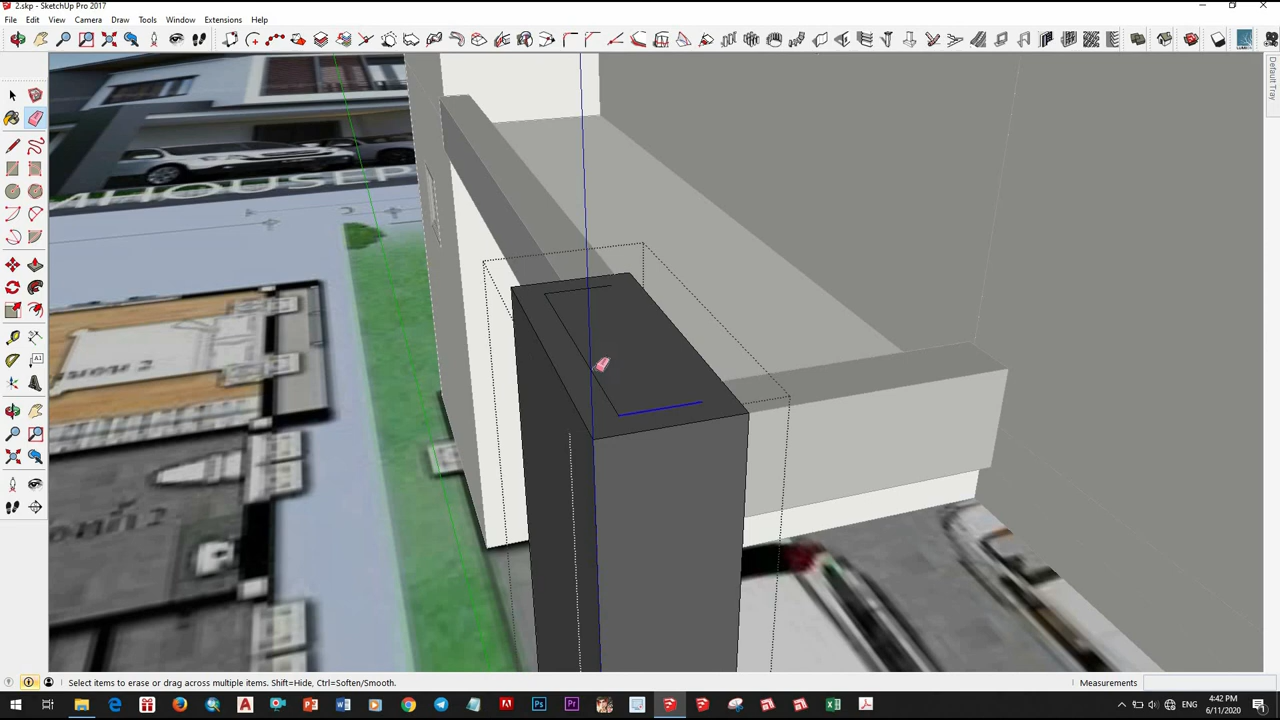 2.skp - SketchUp Pro 2017
File Edit View Camera Draw Tools Window Extensions Help
Default Tray
AHOUSEP
Select items to erase or drag across multiple items. Shift=Hide, Ctrl=Soften/Smooth.
Measurements
4:42 PM
6/11/2020